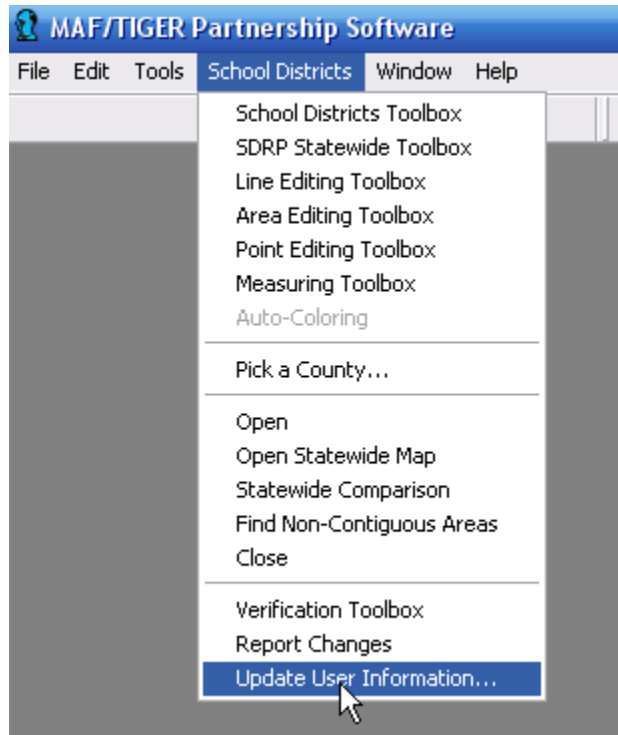 MAF/TIGER Partnership Software
File Edit Tools School Districts Window Help
School Districts Toolbox
SDRP Statewide Toolbox
Line Editing Toolbox
Area Editing Toolbox
Point Editing Toolbox
Measuring Toolbox
Auto-Coloring
Pick a County...
Open
Open Statewide Map
Statewide Comparison
Find Non-Contiguous Areas
Close
Verification Toolbox
Report Changes
Update User Information...